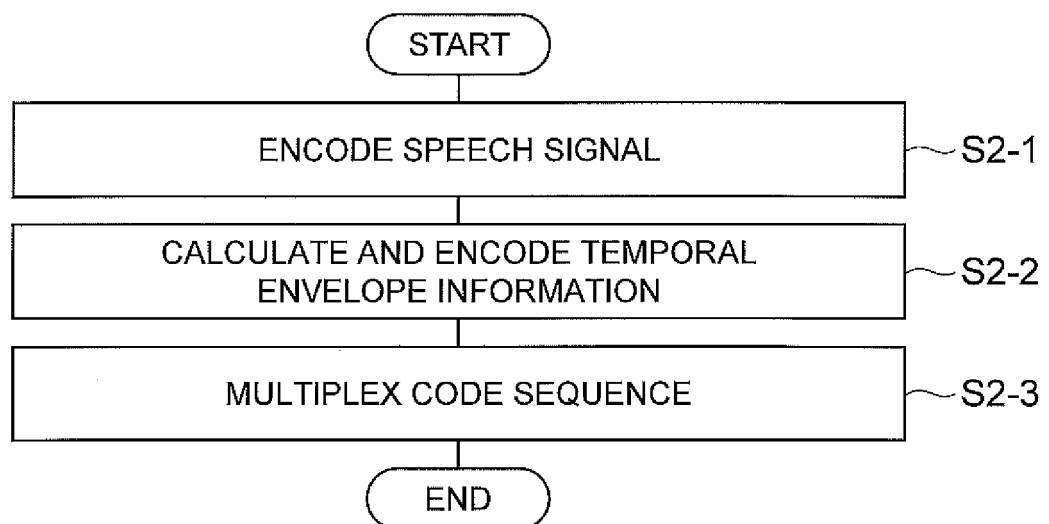 START
ENCODE SPEECH SIGNAL
S2-1
CALCULATE AND ENCODE TEMPORAL
ENVELOPE INFORMATION
S2-2
MULTIPLEX CODE SEQUENCE
S2-3
END